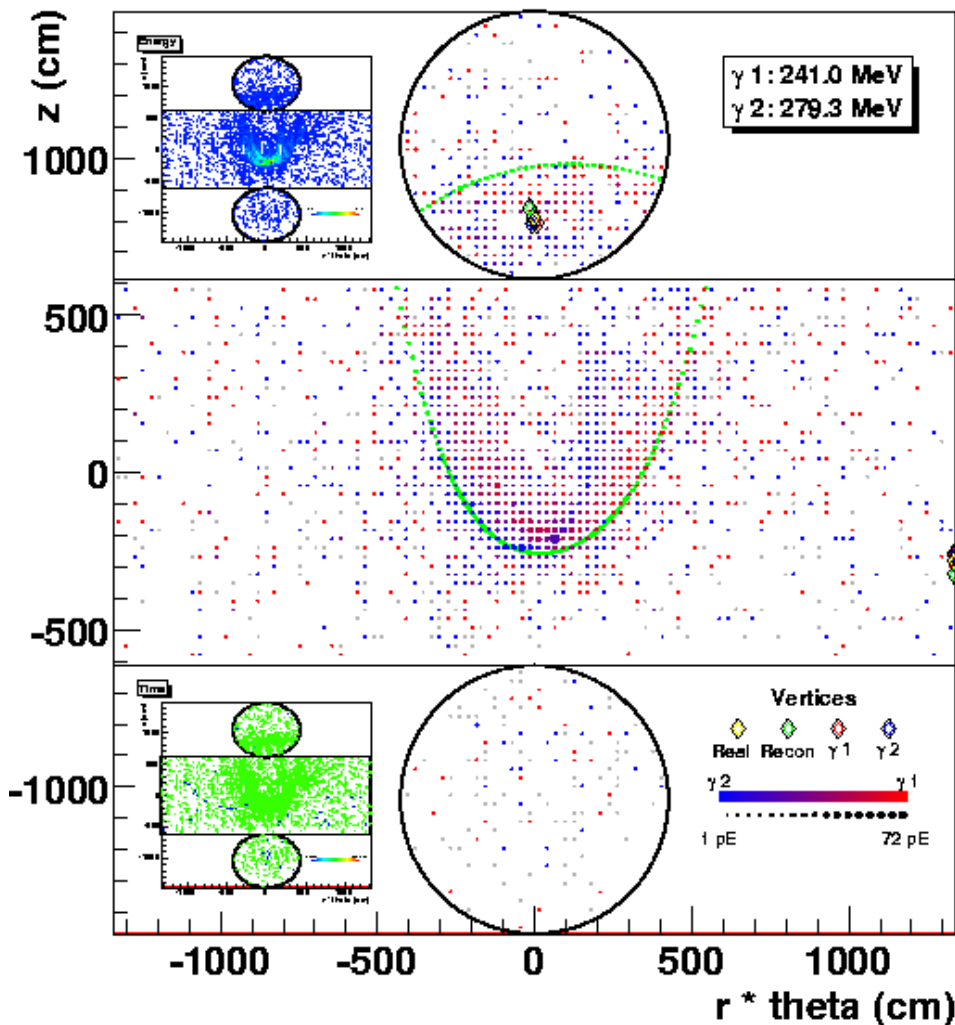 z (cm)
Energy
γ 1 : 241.0 MeV
γ 2 : 279.3 MeV
1000
500
0
-500
-1000
Time
Vertices
Real Recon γ 1 γ 2
γ 2 γ 1
1 pE 72 pE
-1000 -500 0 500 1000
r * theta (cm)